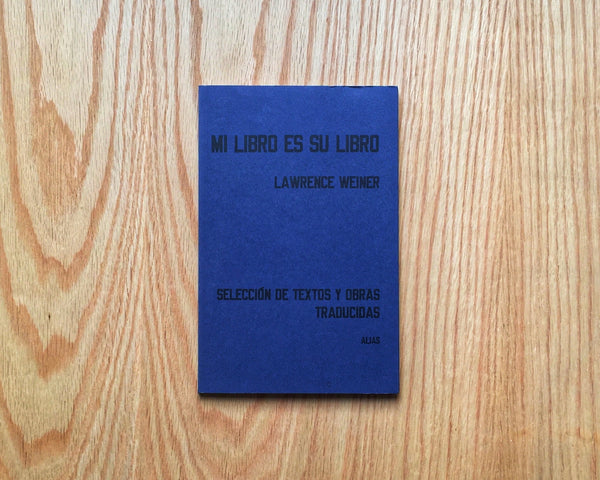 MI LIBRO ES SU LIBRO
LAWRENCE WEINER
SELECCIÓN DE TEXTOS Y OBRAS
TRADUCIDAS
ALIAS